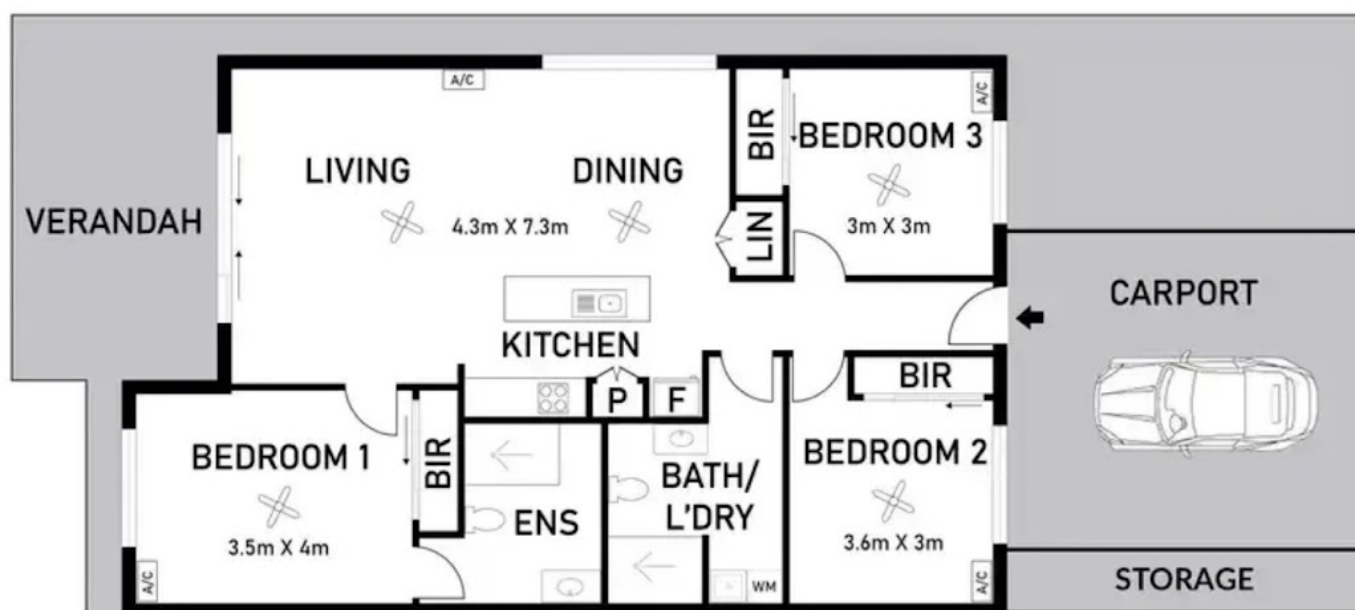 A/C
A/C
BIR
BEDROOM 3
LIVING
DINING
VERANDAH
4.3m X 7.3m
3m X 3m
LIN
CARPORT
KITCHEN
BIR
P
F
BEDROOM 1
BIR
BATH/
L'DRY
BEDROOM 2
ENS
3.5m X 4m
3.6m X 3m
A/C
WM
A/C
STORAGE